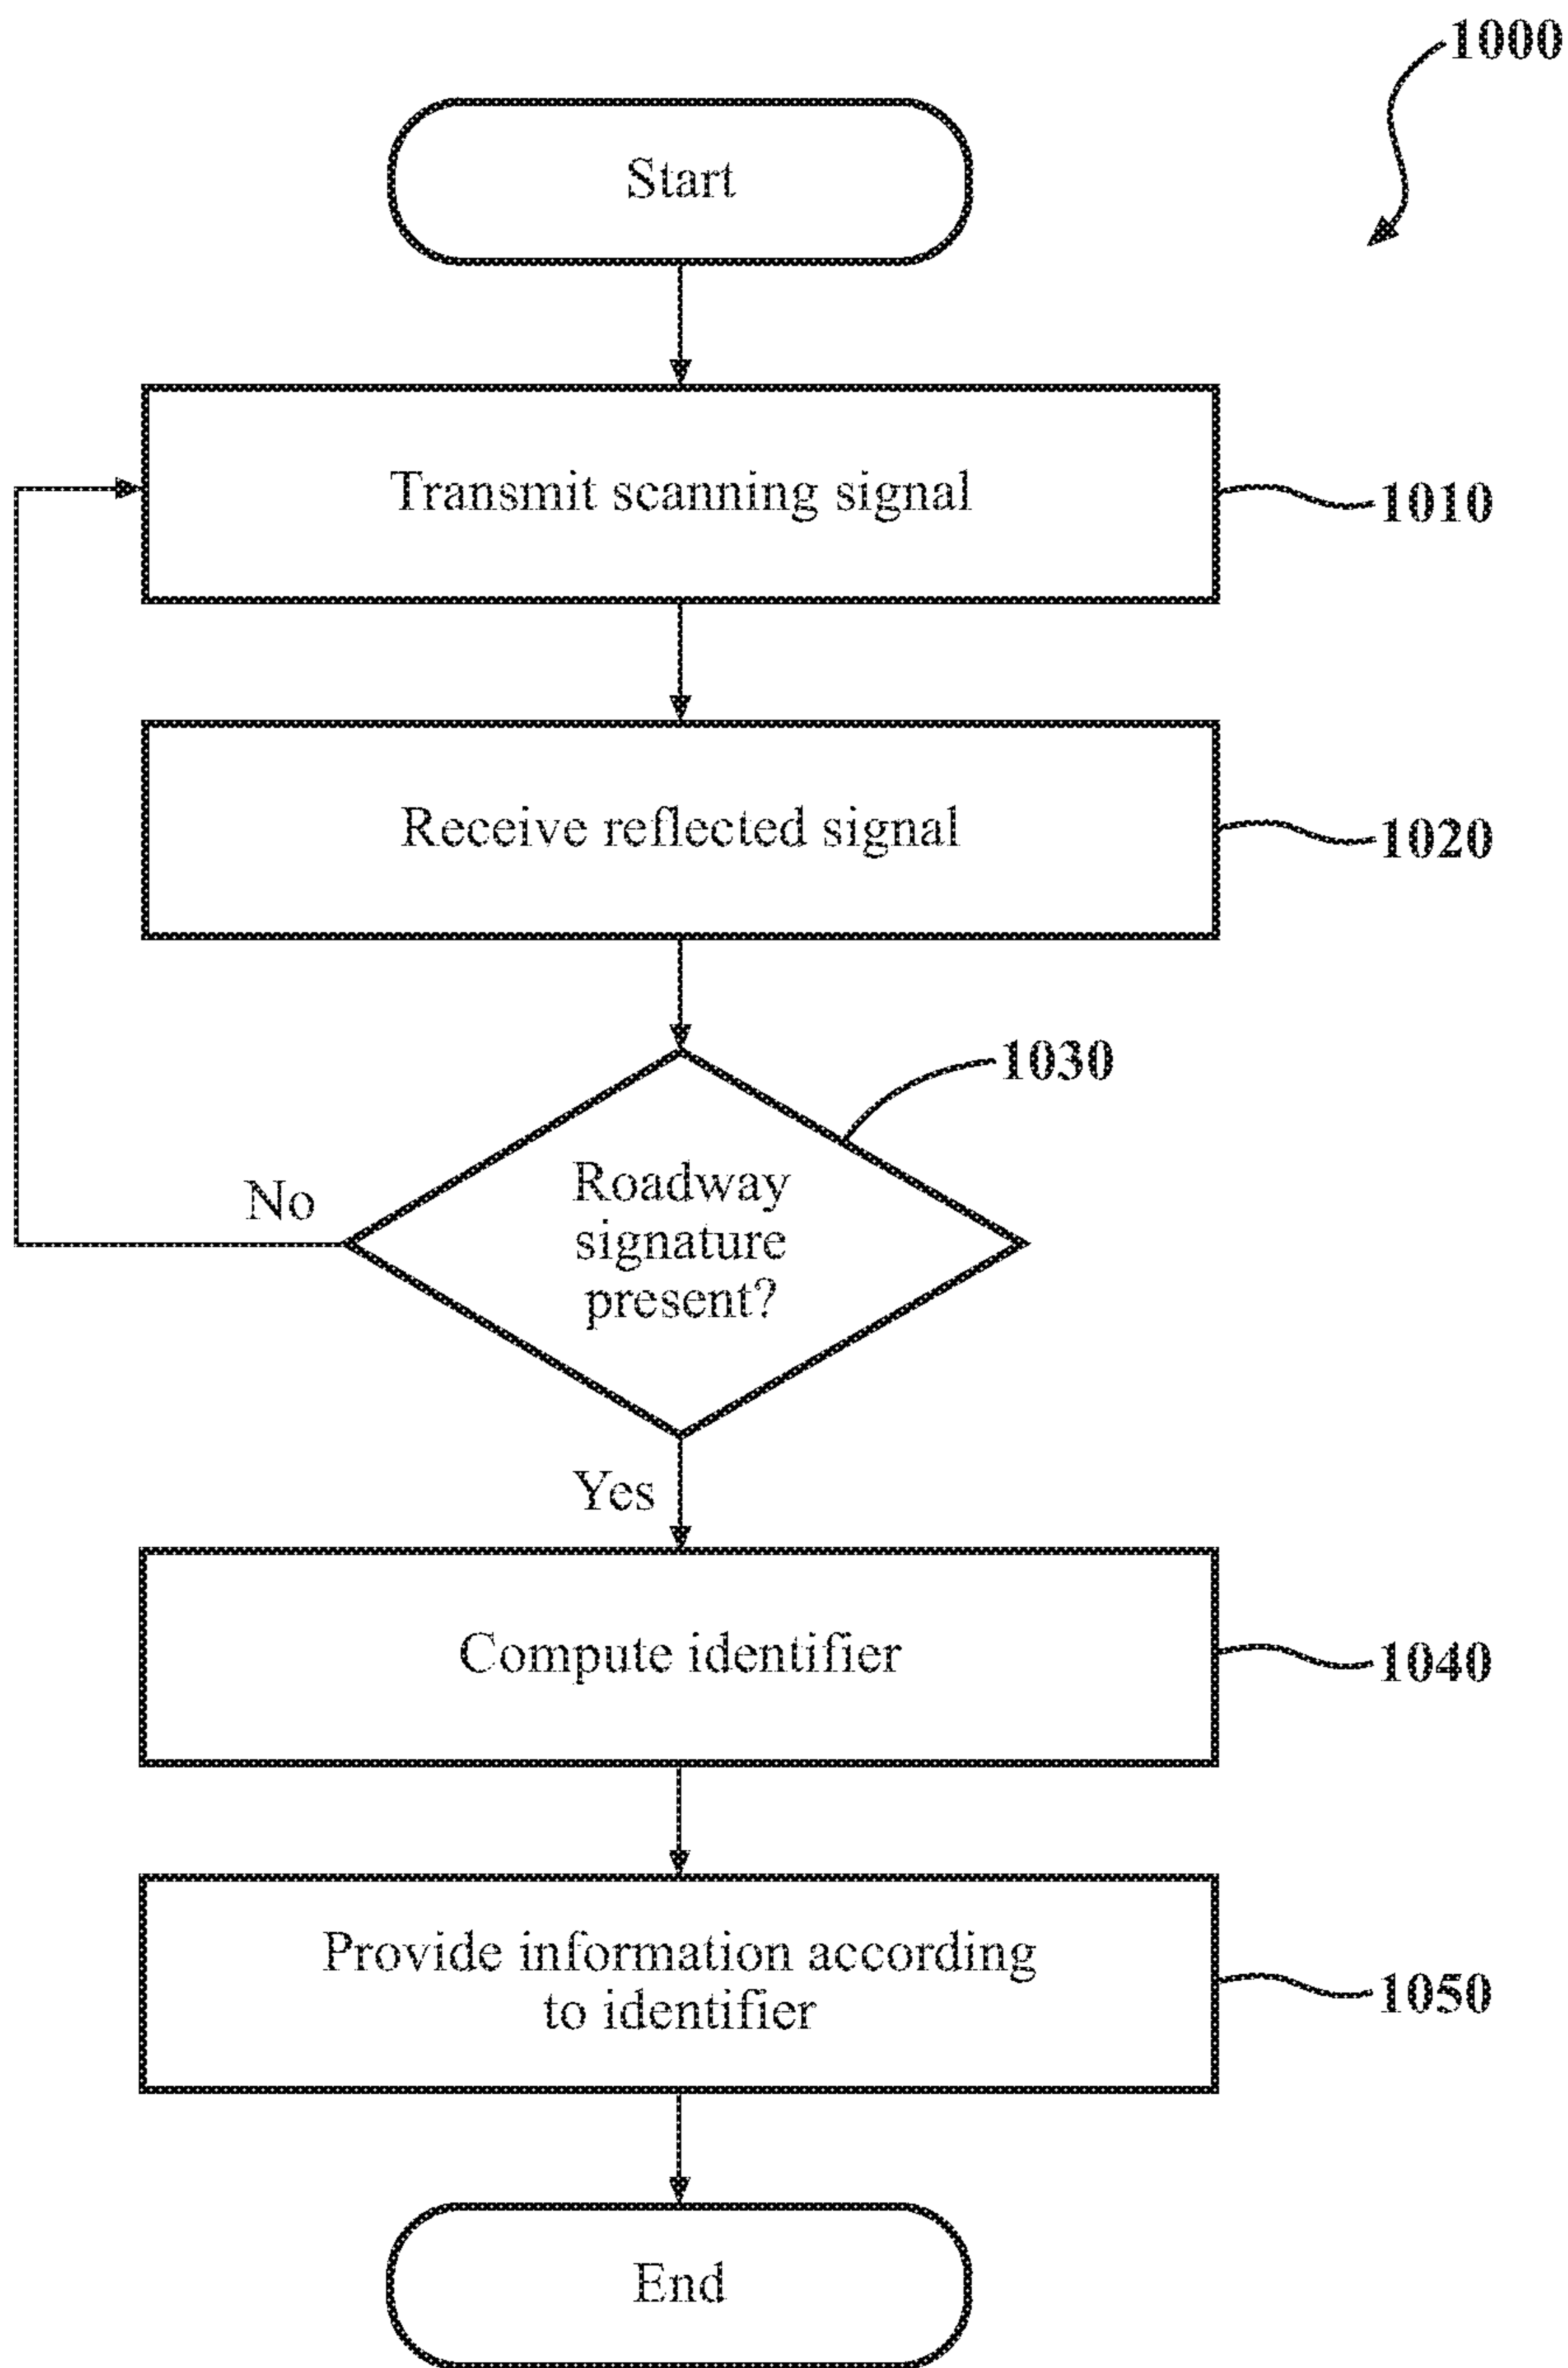 1000
Start
Transmit scanning signal
1010
Receive reflected signal
1020
1030
Roadway
signature
present?
No
Yes
Compute identifier
1040
Provide information according
to identifier
1050
End